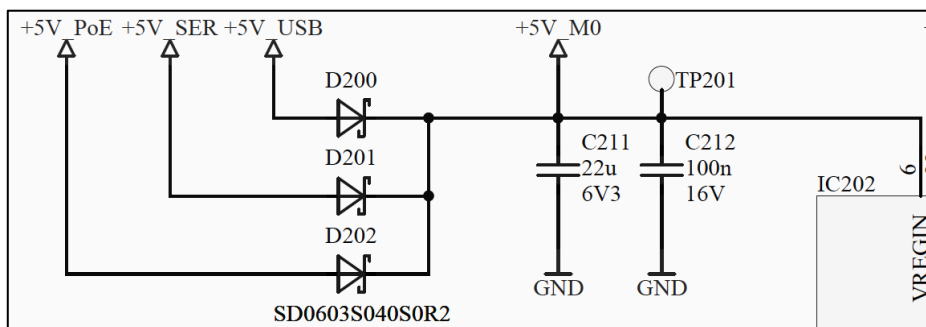 +5V_PoE +5V_SER +5V_USB +5V_M0
D200
TP201
D201
C211 C212
22u 100n
6V3 16V
6
IC202
D202
VREGIN
GND GND
SD0603S040S0R2